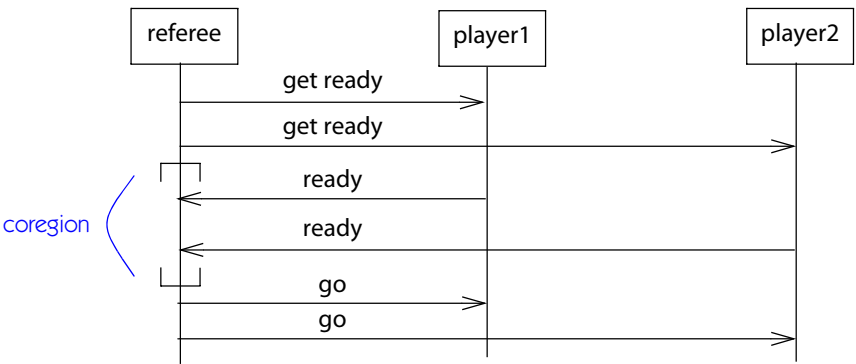 referee
player1
player2
get ready
get ready
ready
coregion
ready
go
go